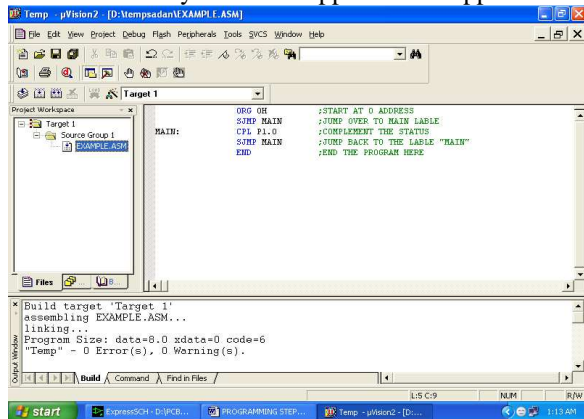 Temp - µVision2 - [D:\tempsadan\EXAMPLE.ASM]
File Edit View Project Debug Flash Peripherals Tools SVCS Window Help
Target 1
Project Workspace
Target 1
Source Group 1
EXAMPLE.ASM
ORG 0H ;START AT 0 ADDRESS
SJMP MAIN ;JUMP OVER TO MAIN LABLE
MAIN: CPL P1.0 ;COMPLEMENT THE STATUS
SJMP MAIN ;JUMP BACK TO THE LABLE "MAIN"
END ;END THE PROGRAM HERE
Files
Build target 'Target 1'
assembling EXAMPLE.ASM...
linking...
Program Size: data=8.0 xdata=0 code=6
"Temp" - 0 Error(s), 0 Warning(s).
Output Window
Build Command Find in Files
L:5 C:9 NUM R/W
start ExpressSCH - D:\PCB... PROGRAMMING STEP... Temp - µVision2 - [D:... 1:13 AM